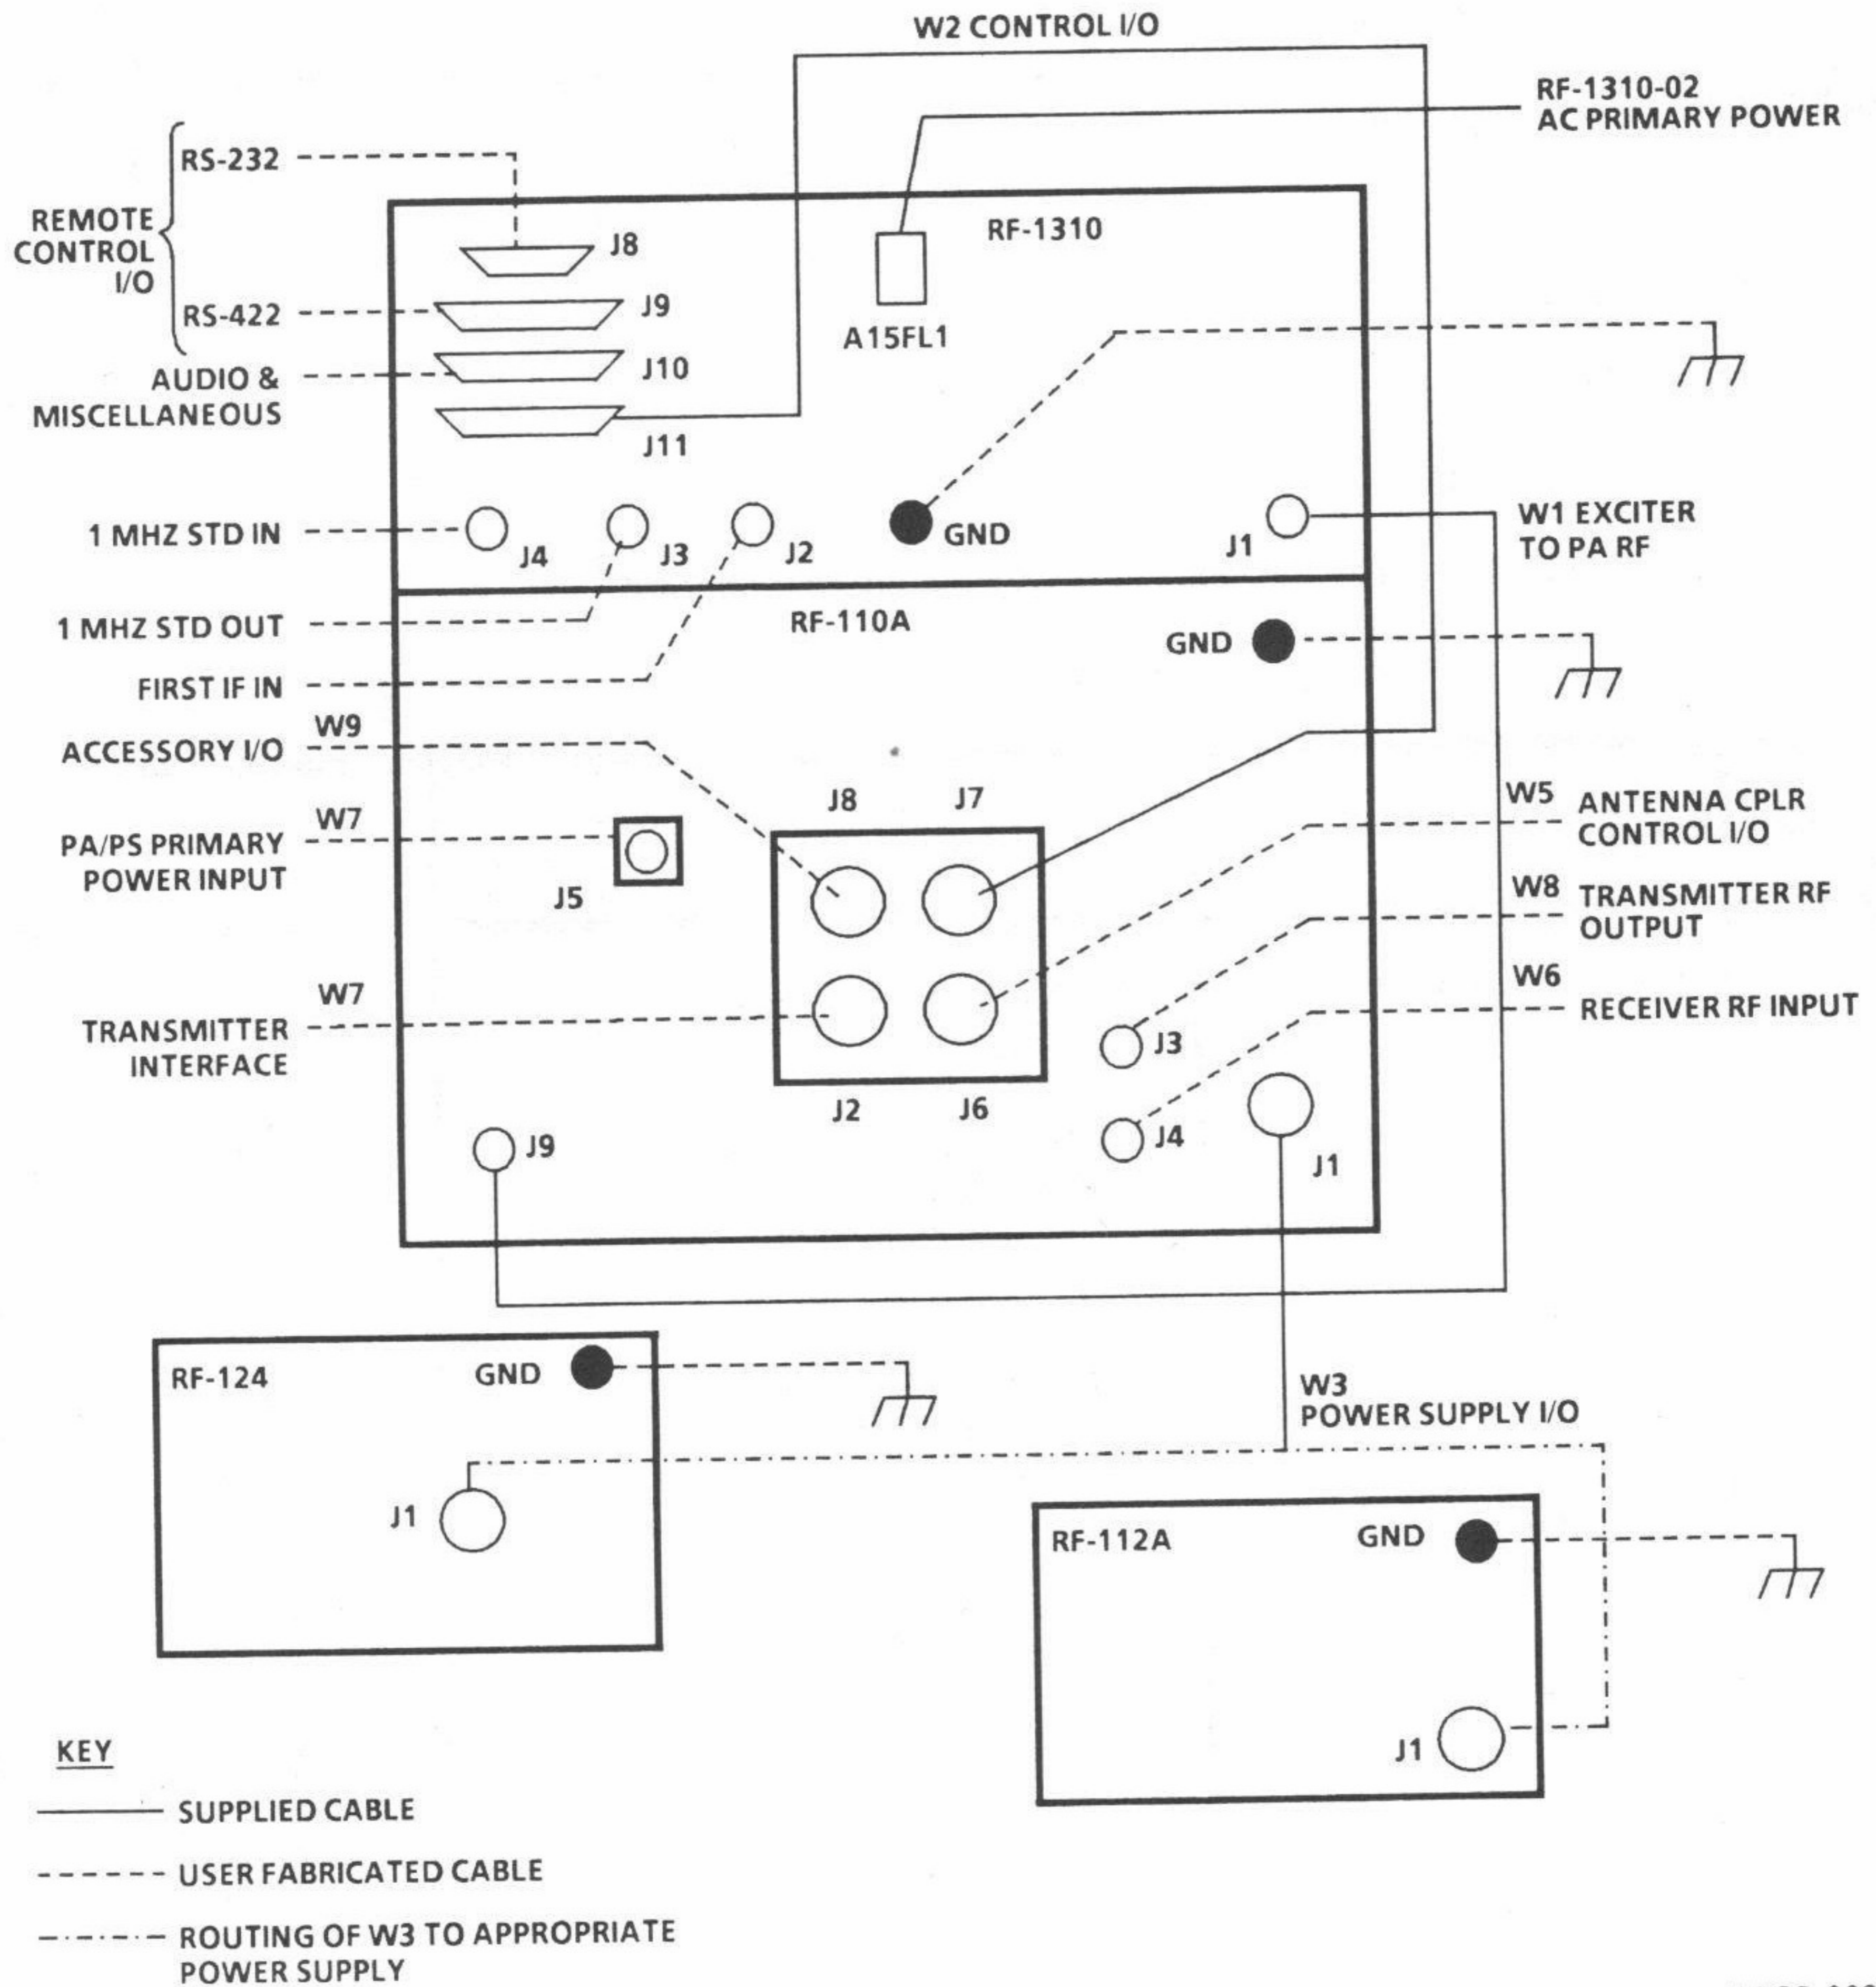 W2 CONTROL I/O
RF-1310-02
AC PRIMARY POWER
REMOTE
CONTROL
I/O
RS-232
RS-422
J8
J9
J10
J11
A15FL1
RF-1310
AUDIO &
MISCELLANEOUS
1 MHZ STD IN
J4
J3
J2
GND
J1
W1 EXCITER
TO PA RF
1 MHZ STD OUT
RF-110A
GND
FIRST IF IN
W9
ACCESSORY I/O
W7
PA/PS PRIMARY
POWER INPUT
J5
J8
J7
W5
ANTENNA CPLR
CONTROL I/O
W8
TRANSMITTER RF
OUTPUT
W6
RECEIVER RF INPUT
W7
TRANSMITTER
INTERFACE
J3
J2
J6
J4
J9
J1
RF-124
GND
J1
W3
POWER SUPPLY I/O
RF-112A
GND
J1
KEY
SUPPLIED CABLE
USER FABRICATED CABLE
ROUTING OF W3 TO APPROPRIATE
POWER SUPPLY